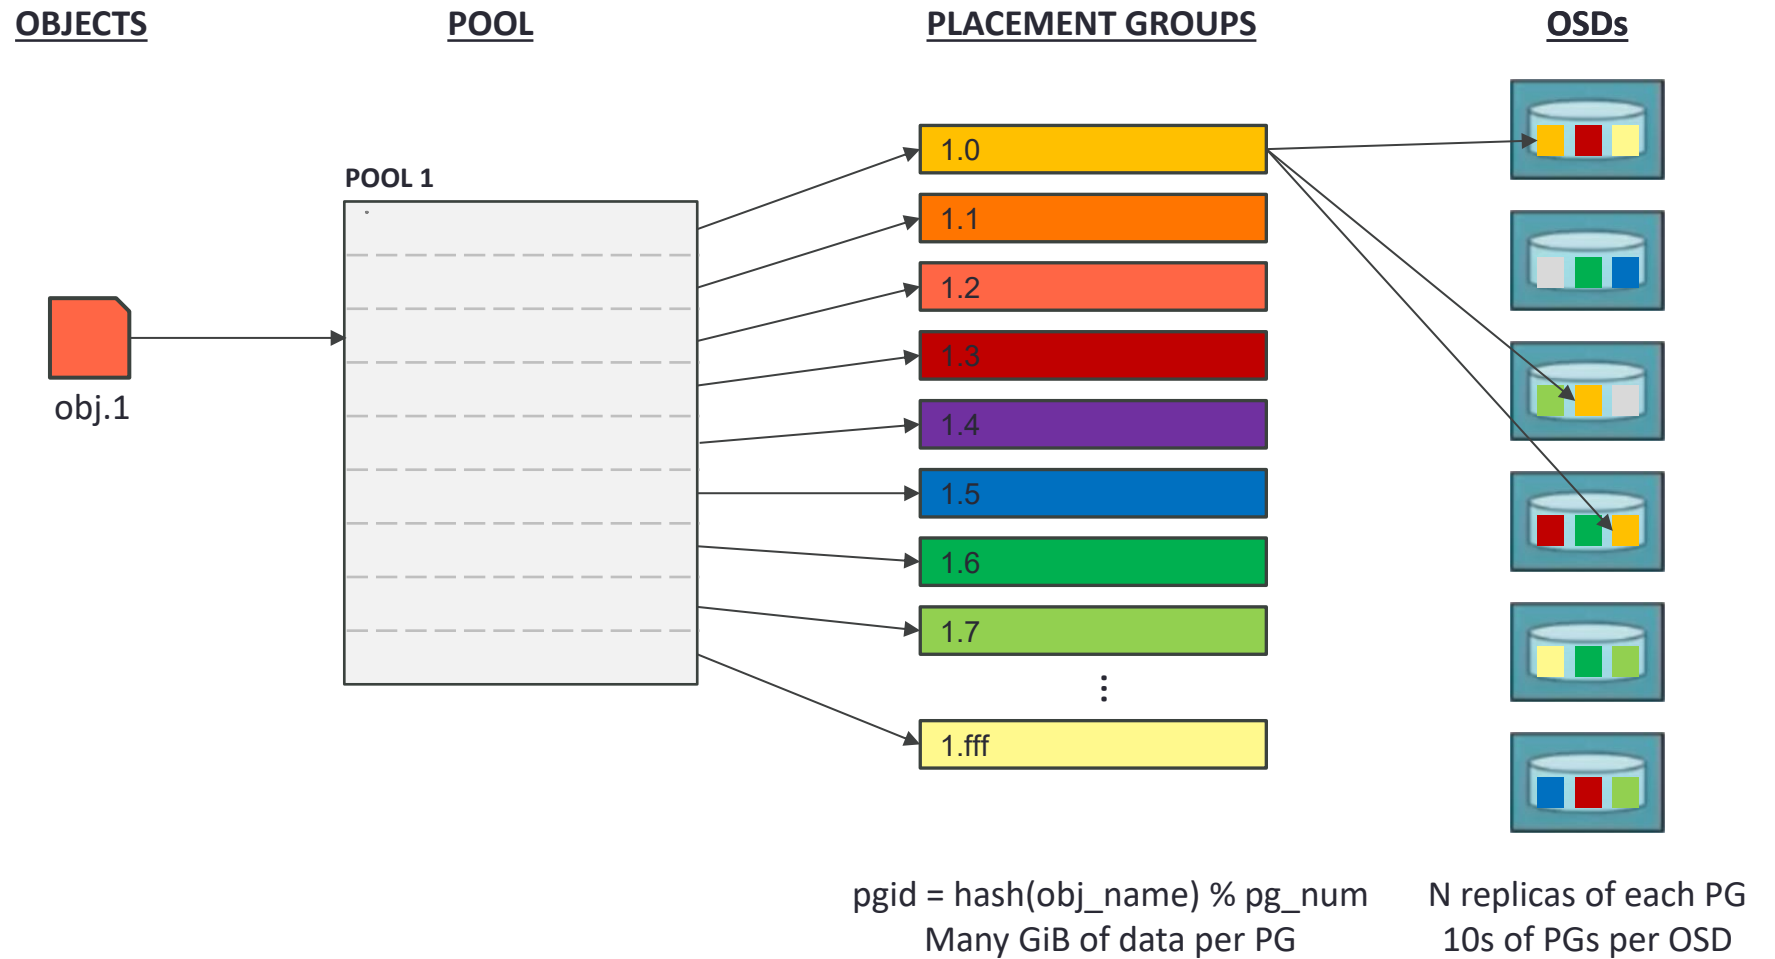 OBJECTS
POOL
PLACEMENT GROUPS
OSDs
POOL 1
obj.1
1.0
1.1
1.2
1.3
1.4
1.5
1.6
1.7
⋮
1.fff
pgid = hash(obj_name) % pg_num
Many GiB of data per PG
N replicas of each PG
10s of PGs per OSD